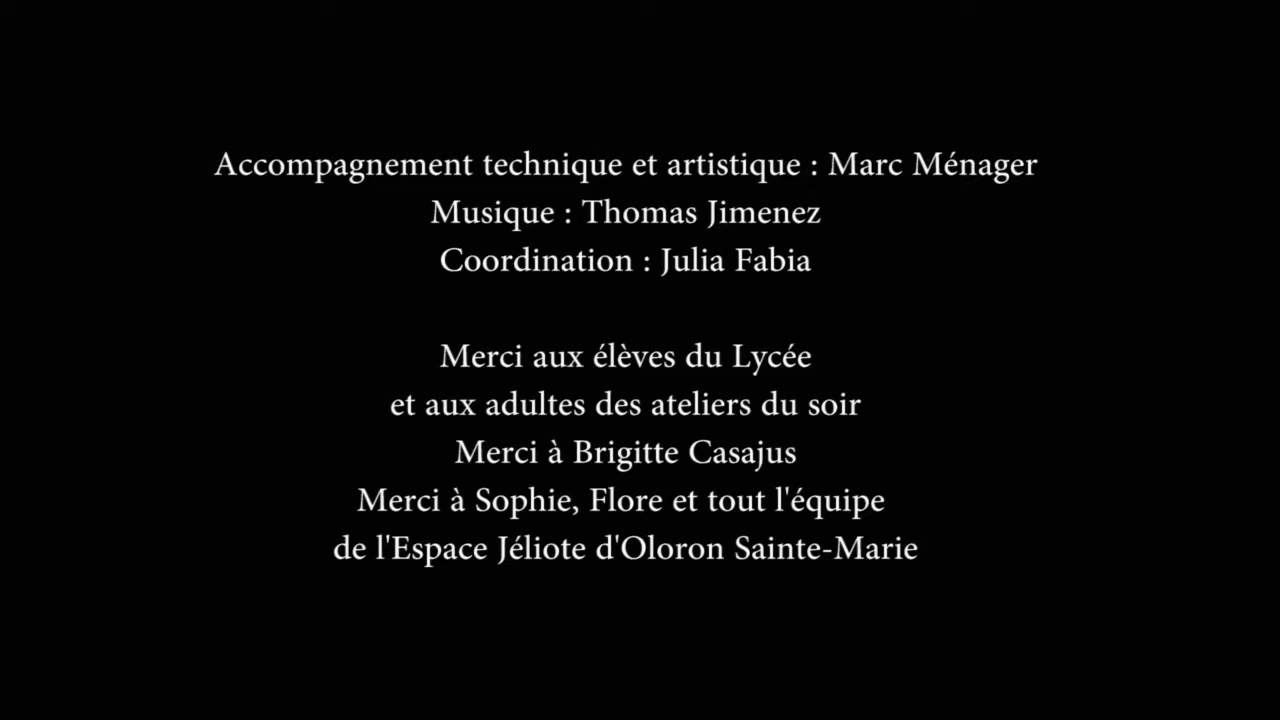 Accompagnement technique et artistique : Marc Ménager
Musique : Thomas Jimenez
Coordination : Julia Fabia
Merci aux élèves du Lycée
et aux adultes des ateliers du soir
Merci à Brigitte Casajus
Merci à Sophie, Flore et tout l'équipe
de l'Espace Jéliote d'Oloron Sainte-Marie